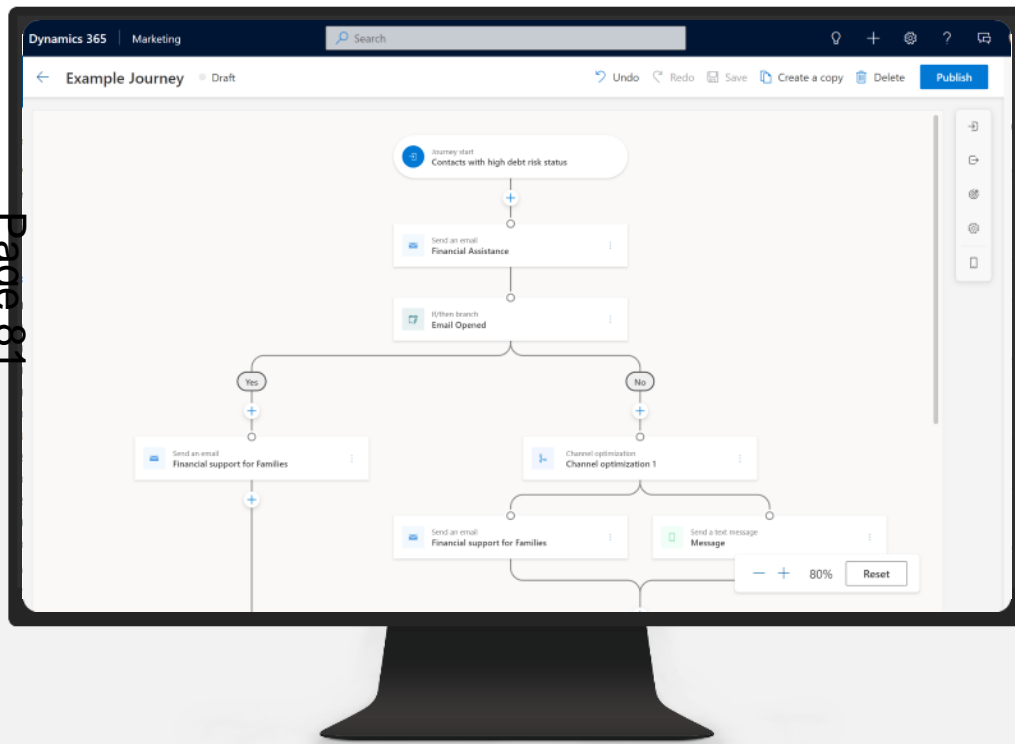 Dynamics 365 Marketing Search
Example Journey Draft Undo Redo Save Create a copy Delete Publish
Journey start
Contacts with high debt risk status
Send an email
Financial Assistance
Page 81
If/then branch
Email Opened
Yes No
Send an email
Financial support for Families
Channel optimization
Channel optimization 1
Send an email
Financial support for Families
Send a text message
Message
80% Reset